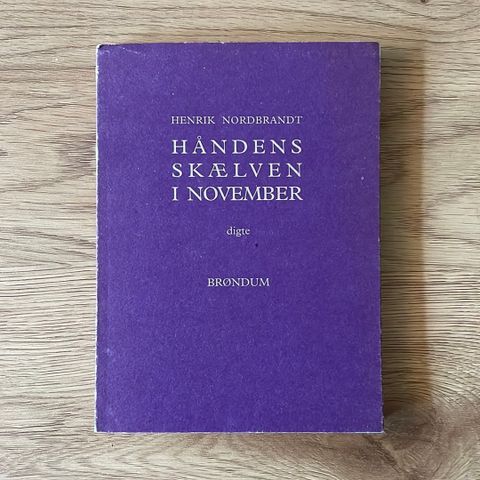 HENRIK NORDBRANDT
HÅNDENS
SKÆLVEN
I NOVEMBER
digte
BRØNDUM